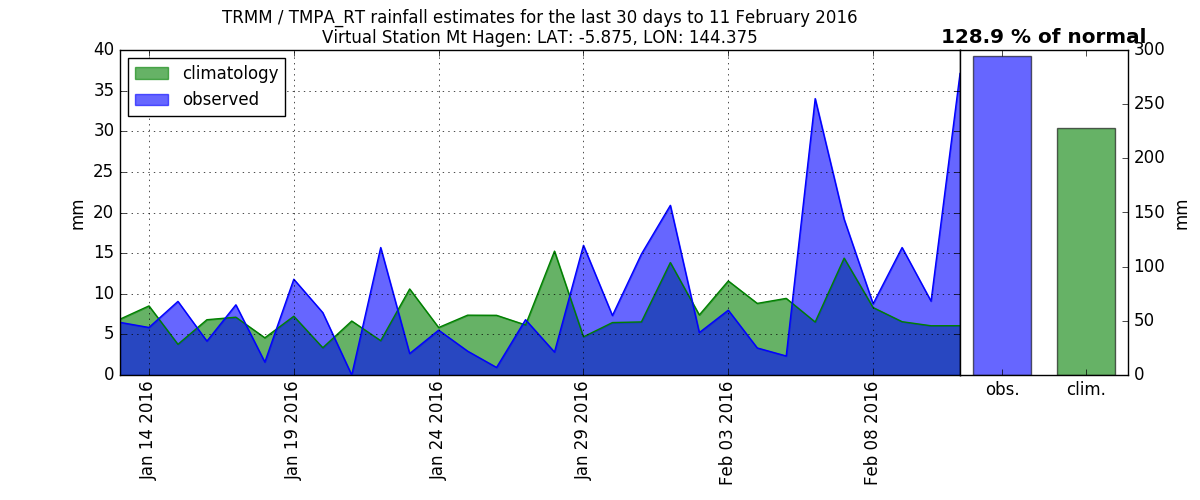 TRMM / TMPA_RT rainfall estimates for the last 30 days to 11 February 2016
Virtual Station Mt Hagen: LAT: -5.875, LON: 144.375
128.9 % of normal
climatology
observed
40
35
30
25
20
15
10
5
0
mm
300
250
200
150
100
50
0
mm
Jan 14 2016
Jan 19 2016
Jan 24 2016
Jan 29 2016
Feb 03 2016
Feb 08 2016
obs.
clim.